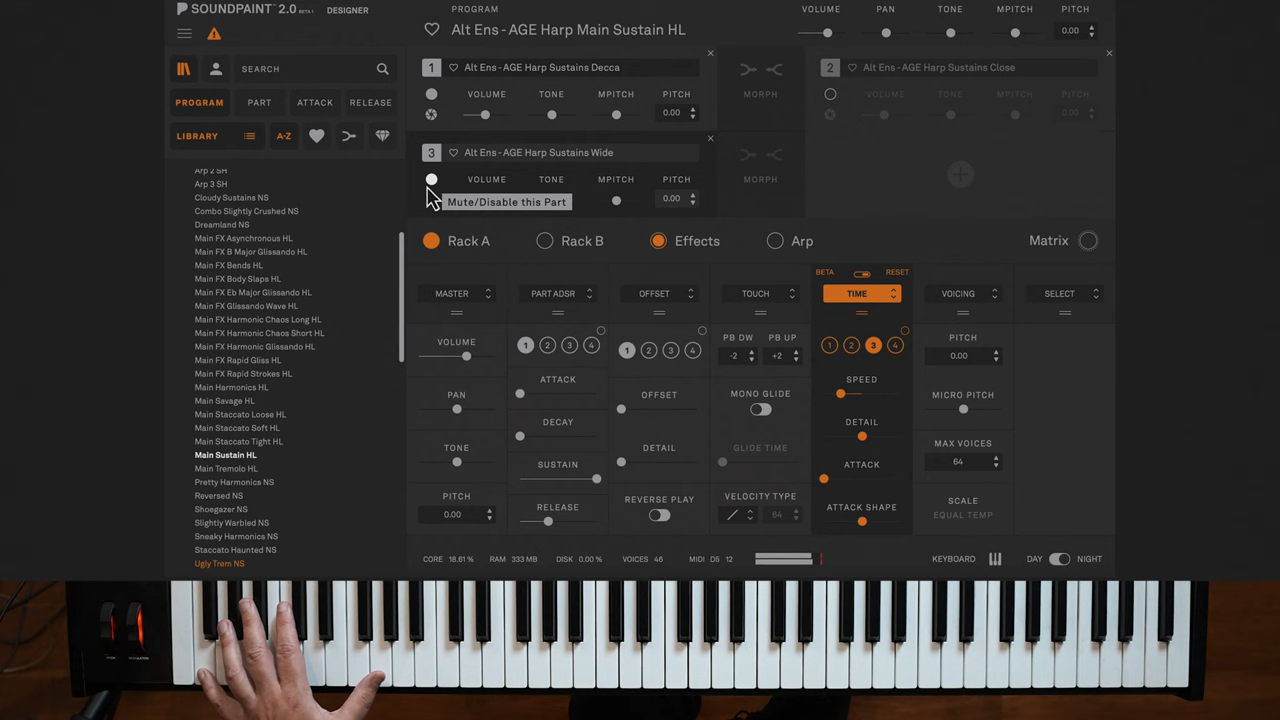 SOUNDPAINT 2.0 BETA 1 DESIGNER
PROGRAM
Alt Ens - AGE Harp Main Sustain HL
VOLUME PAN TONE MPITCH PITCH
0.00
SEARCH
PROGRAM PART ATTACK RELEASE
LIBRARY A-Z
Arp 2 SH
Arp 3 SH
Cloudy Sustains NS
Combo Slightly Crushed NS
Dreamland NS
Main FX Asynchronous HL
Main FX B Major Glissando HL
Main FX Bends HL
Main FX Body Slaps HL
Main FX Eb Major Glissando HL
Main FX Glissando Wave HL
Main FX Harmonic Chaos Long HL
Main FX Harmonic Chaos Short HL
Main FX Harmonic Glissando HL
Main FX Rapid Gliss HL
Main FX Rapid Strokes HL
Main Harmonics HL
Main Savage HL
Main Staccato Loose HL
Main Staccato Soft HL
Main Staccato Tight HL
Main Sustain HL
Main Tremolo HL
Pretty Harmonics NS
Reversed NS
Shoegazer NS
Slightly Warbled NS
Sneaky Harmonics NS
Staccato Haunted NS
Ugly Trem NS
1 Alt Ens - AGE Harp Sustains Decca
VOLUME TONE MPITCH PITCH
0.00
MORPH
2 Alt Ens - AGE Harp Sustains Close
VOLUME TONE MPITCH PITCH
0.00
3 Alt Ens - AGE Harp Sustains Wide
VOLUME TONE MPITCH PITCH
0.00
Mute/Disable this Part
MORPH
Rack A Rack B Effects Arp Matrix
BETA RESET
MASTER PART ADSR OFFSET TOUCH TIME VOICING SELECT
VOLUME
PAN
TONE
PITCH
0.00
1 2 3 4
ATTACK
DECAY
SUSTAIN
RELEASE
1 2 3 4
OFFSET
DETAIL
REVERSE PLAY
PB DW PB UP
-2 +2
MONO GLIDE
GLIDE TIME
VELOCITY TYPE
64
1 2 3 4
SPEED
DETAIL
ATTACK
ATTACK SHAPE
PITCH
0.00
MICRO PITCH
MAX VOICES
64
SCALE
EQUAL TEMP
CORE 18.61 % RAM 333 MB DISK 0.00 % VOICES 46 MIDI D5 12 KEYBOARD DAY NIGHT